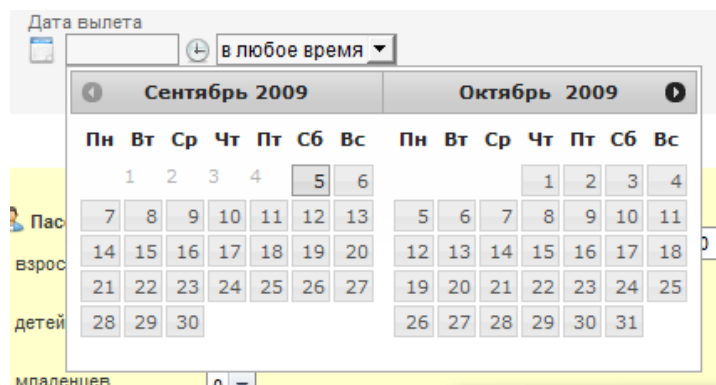 Дата вылета
в любое время
Сентябрь 2009 Октябрь 2009
Пн Вт Ср Чт Пт Сб Вс Пн Вт Ср Чт Пт Сб Вс
1 2 3 4 5 6 1 2 3 4
7 8 9 10 11 12 13 5 6 7 8 9 10 11
14 15 16 17 18 19 20 12 13 14 15 16 17 18
21 22 23 24 25 26 27 19 20 21 22 23 24 25
28 29 30 26 27 28 29 30 31
детей
младенцев